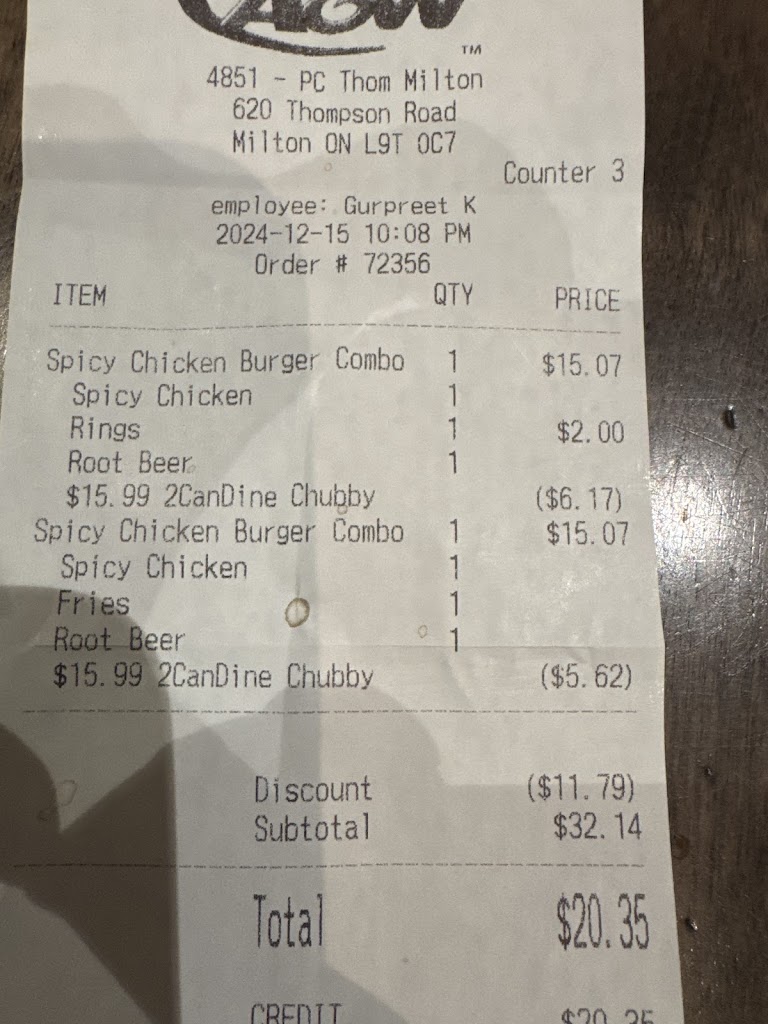 A&W
TM
4851 - PC Thom Milton
620 Thompson Road
Milton ON L9T 0C7
Counter 3
employee: Gurpreet K
2024-12-15 10:08 PM
Order # 72356
ITEM QTY PRICE
Spicy Chicken Burger Combo 1 $15.07
Spicy Chicken 1
Rings 1 $2.00
Root Beer 1
$15.99 2CanDine Chubby ($6.17)
Spicy Chicken Burger Combo 1 $15.07
Spicy Chicken 1
Fries 1
Root Beer 1
$15.99 2CanDine Chubby ($5.62)
Discount ($11.79)
Subtotal $32.14
Total $20.35
CREDIT $20.35